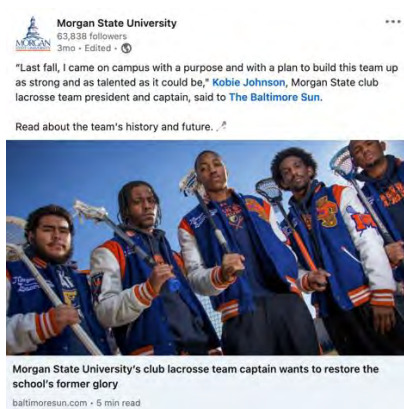 Morgan State University
63,838 followers
3mo • Edited •
MORGAN
"Last fall, I came on campus with a purpose and with a plan to build this team up
as strong and as talented as it could be," Kobie Johnson, Morgan State club
lacrosse team president and captain, said to The Baltimore Sun.
Read about the team's history and future.
Morgan State University's club lacrosse team captain wants to restore the
school's former glory
baltimoresun.com • 5 min read